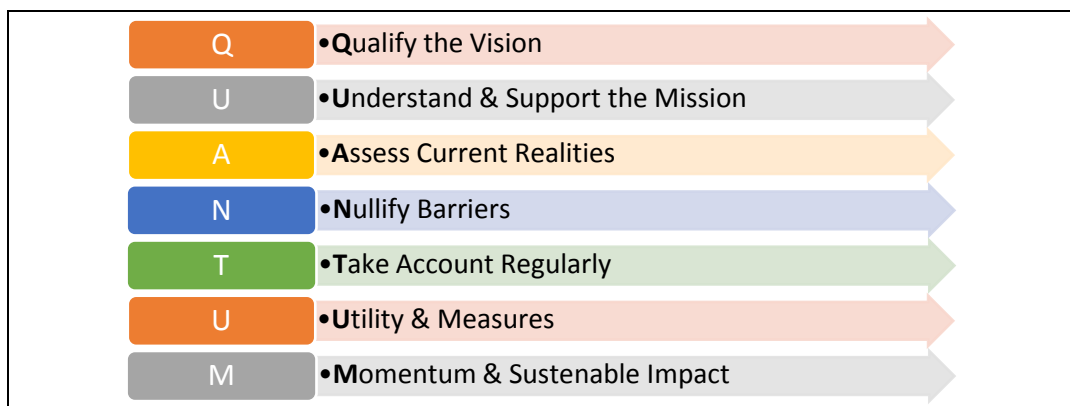 Q •Qualify the Vision
U •Understand & Support the Mission
A •Assess Current Realities
N •Nullify Barriers
T •Take Account Regularly
U •Utility & Measures
M •Momentum & Sustenable Impact